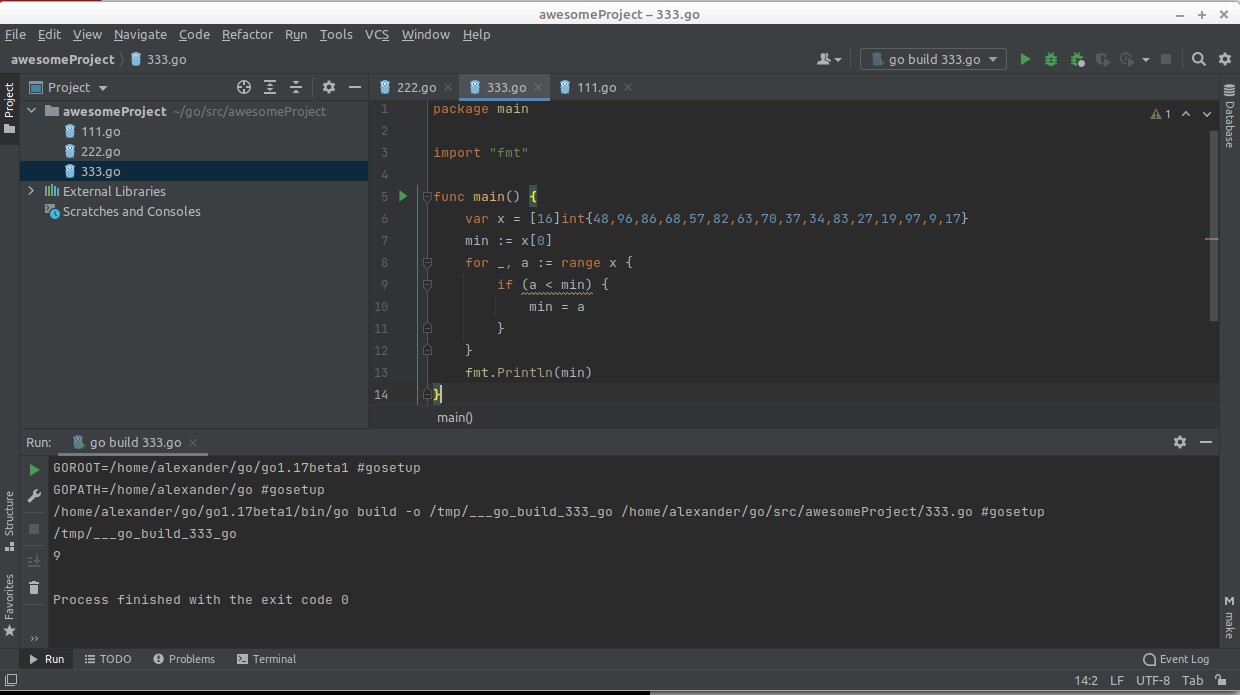 awesomeProject – 333.go
File Edit View Navigate Code Refactor Run Tools VCS Window Help
awesomeProject 333.go
go build 333.go
Project
Project
222.go 333.go 111.go
awesomeProject ~/go/src/awesomeProject
111.go
222.go
333.go
External Libraries
Scratches and Consoles
1 package main
2
3 import "fmt"
4
5 func main() {
6 var x = [16]int{48,96,86,68,57,82,63,70,37,34,83,27,19,97,9,17}
7 min := x[0]
8 for _, a := range x {
9 if (a < min) {
10 min = a
11 }
12 }
13 fmt.Println(min)
14 }
1
main()
Database
Run: go build 333.go
GOROOT=/home/alexander/go/go1.17beta1 #gosetup
GOPATH=/home/alexander/go #gosetup
/home/alexander/go/go1.17beta1/bin/go build -o /tmp/___go_build_333_go /home/alexander/go/src/awesomeProject/333.go #gosetup
/tmp/___go_build_333_go
9
Process finished with the exit code 0
Structure
Favorites
M make
Run TODO Problems Terminal Event Log
14:2 LF UTF-8 Tab